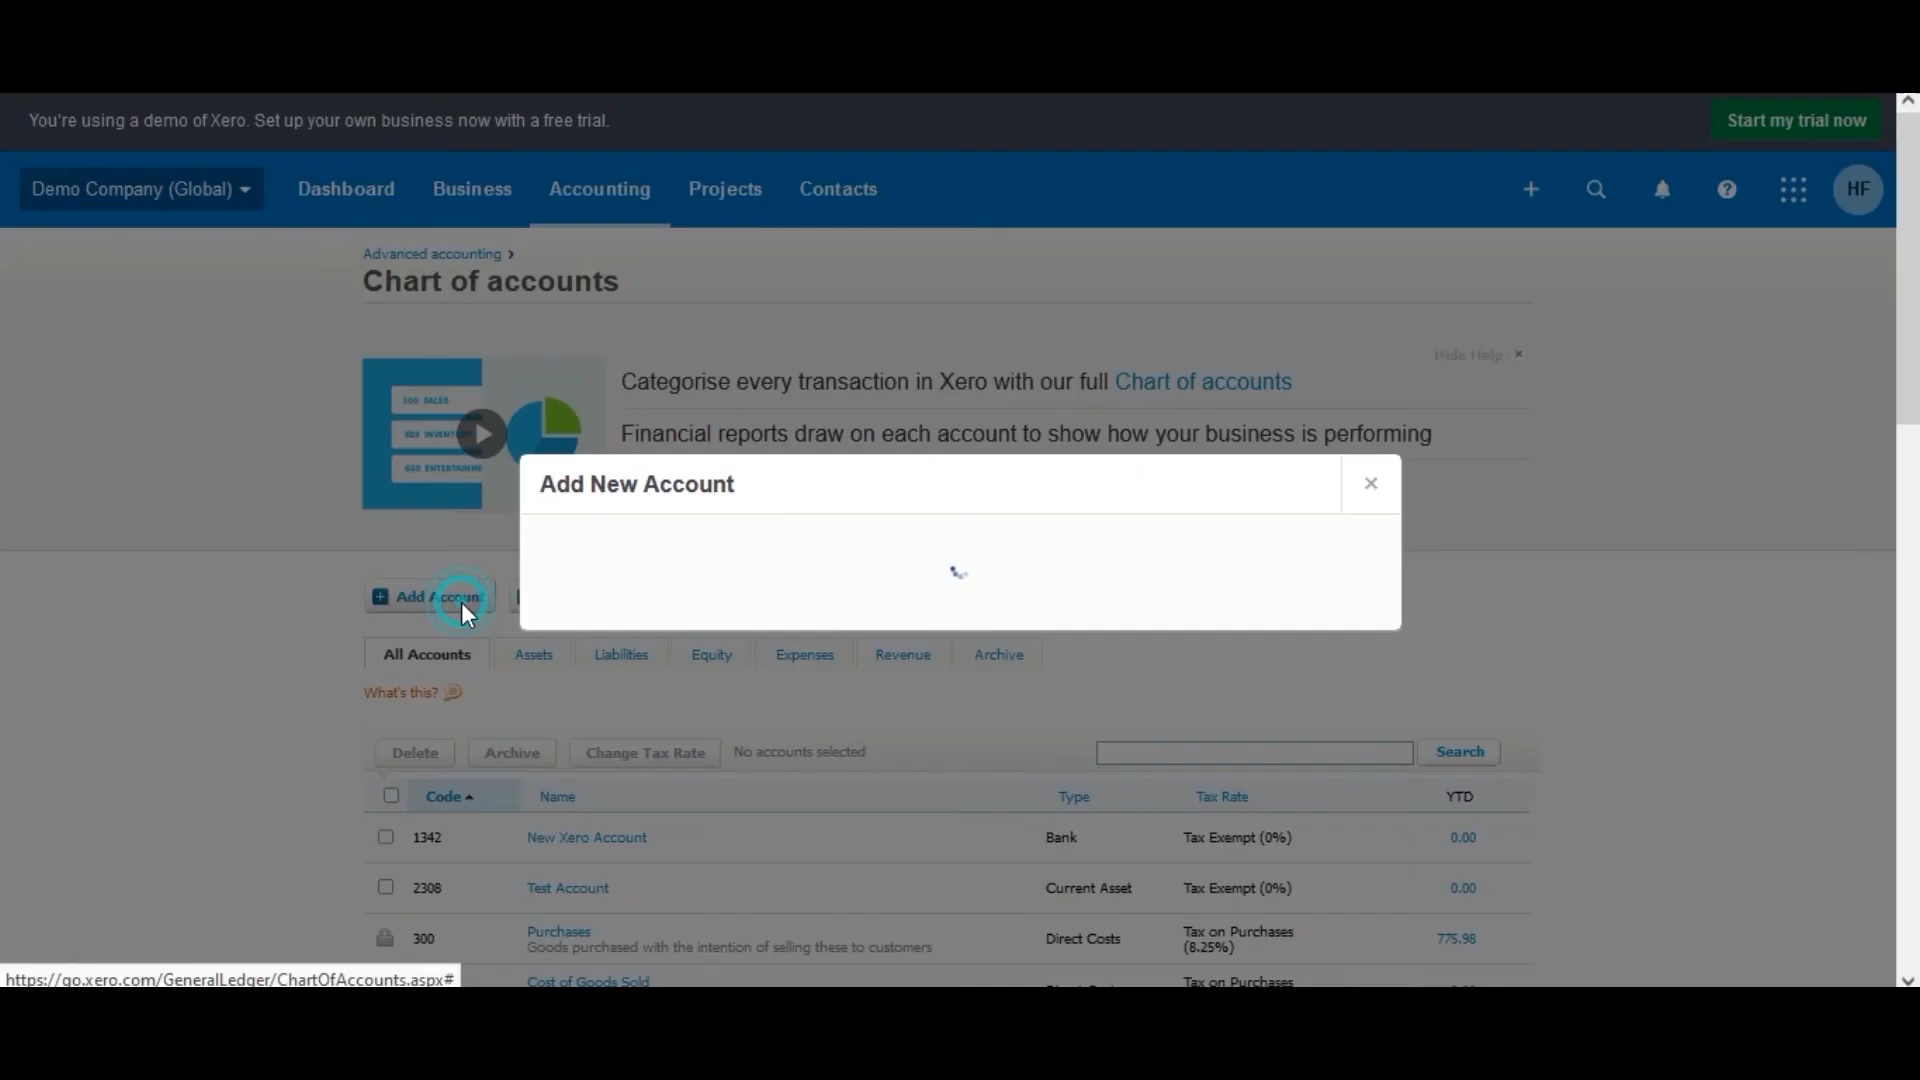 You're using a demo of Xero. Set up your own business now with a free trial.
Start my trial now
Demo Company (Global)
Dashboard
Business
Accounting
Projects
Contacts
HF
Advanced accounting ›
Chart of accounts
Hide Help ×
200 SALES
ENTERTAINME
Categorise every transaction in Xero with our full Chart of accounts
Financial reports draw on each account to show how your business is performing
Add New Account
×
Add Account
All Accounts
Assets
Liabilities
Equity
Expenses
Revenue
Archive
What's this?
Delete
Archive
Change Tax Rate
No accounts selected
Search
Code
Name
Type
Tax Rate
YTD
1342
New Xero Account
Bank
Tax Exempt (0%)
0.00
2308
Test Account
Current Asset
Tax Exempt (0%)
0.00
300
Purchases
Goods purchased with the intention of selling these to customers
Direct Costs
Tax on Purchases
(8.25%)
775.98
Cost of Goods Sold
Tax on Purchases
https://go.xero.com/GeneralLedger/ChartOfAccounts.aspx#